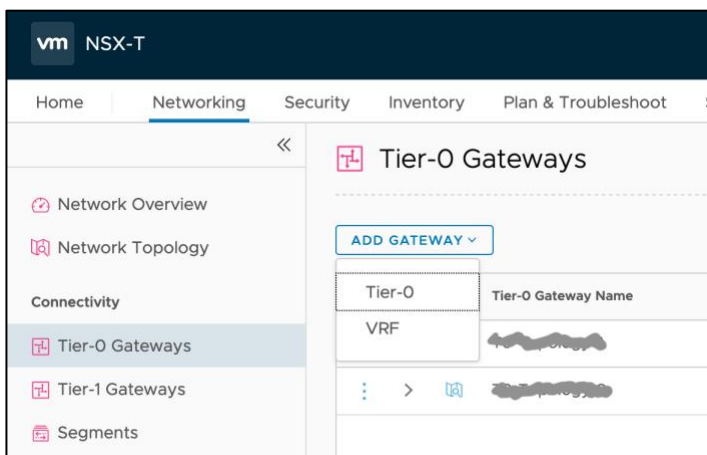 vm NSX-T
Home Networking Security Inventory Plan & Troubleshoot
Tier-0 Gateways
Network Overview
Network Topology
Connectivity
Tier-0 Gateways
Tier-1 Gateways
Segments
ADD GATEWAY
Tier-0
VRF
Tier-0 Gateway Name